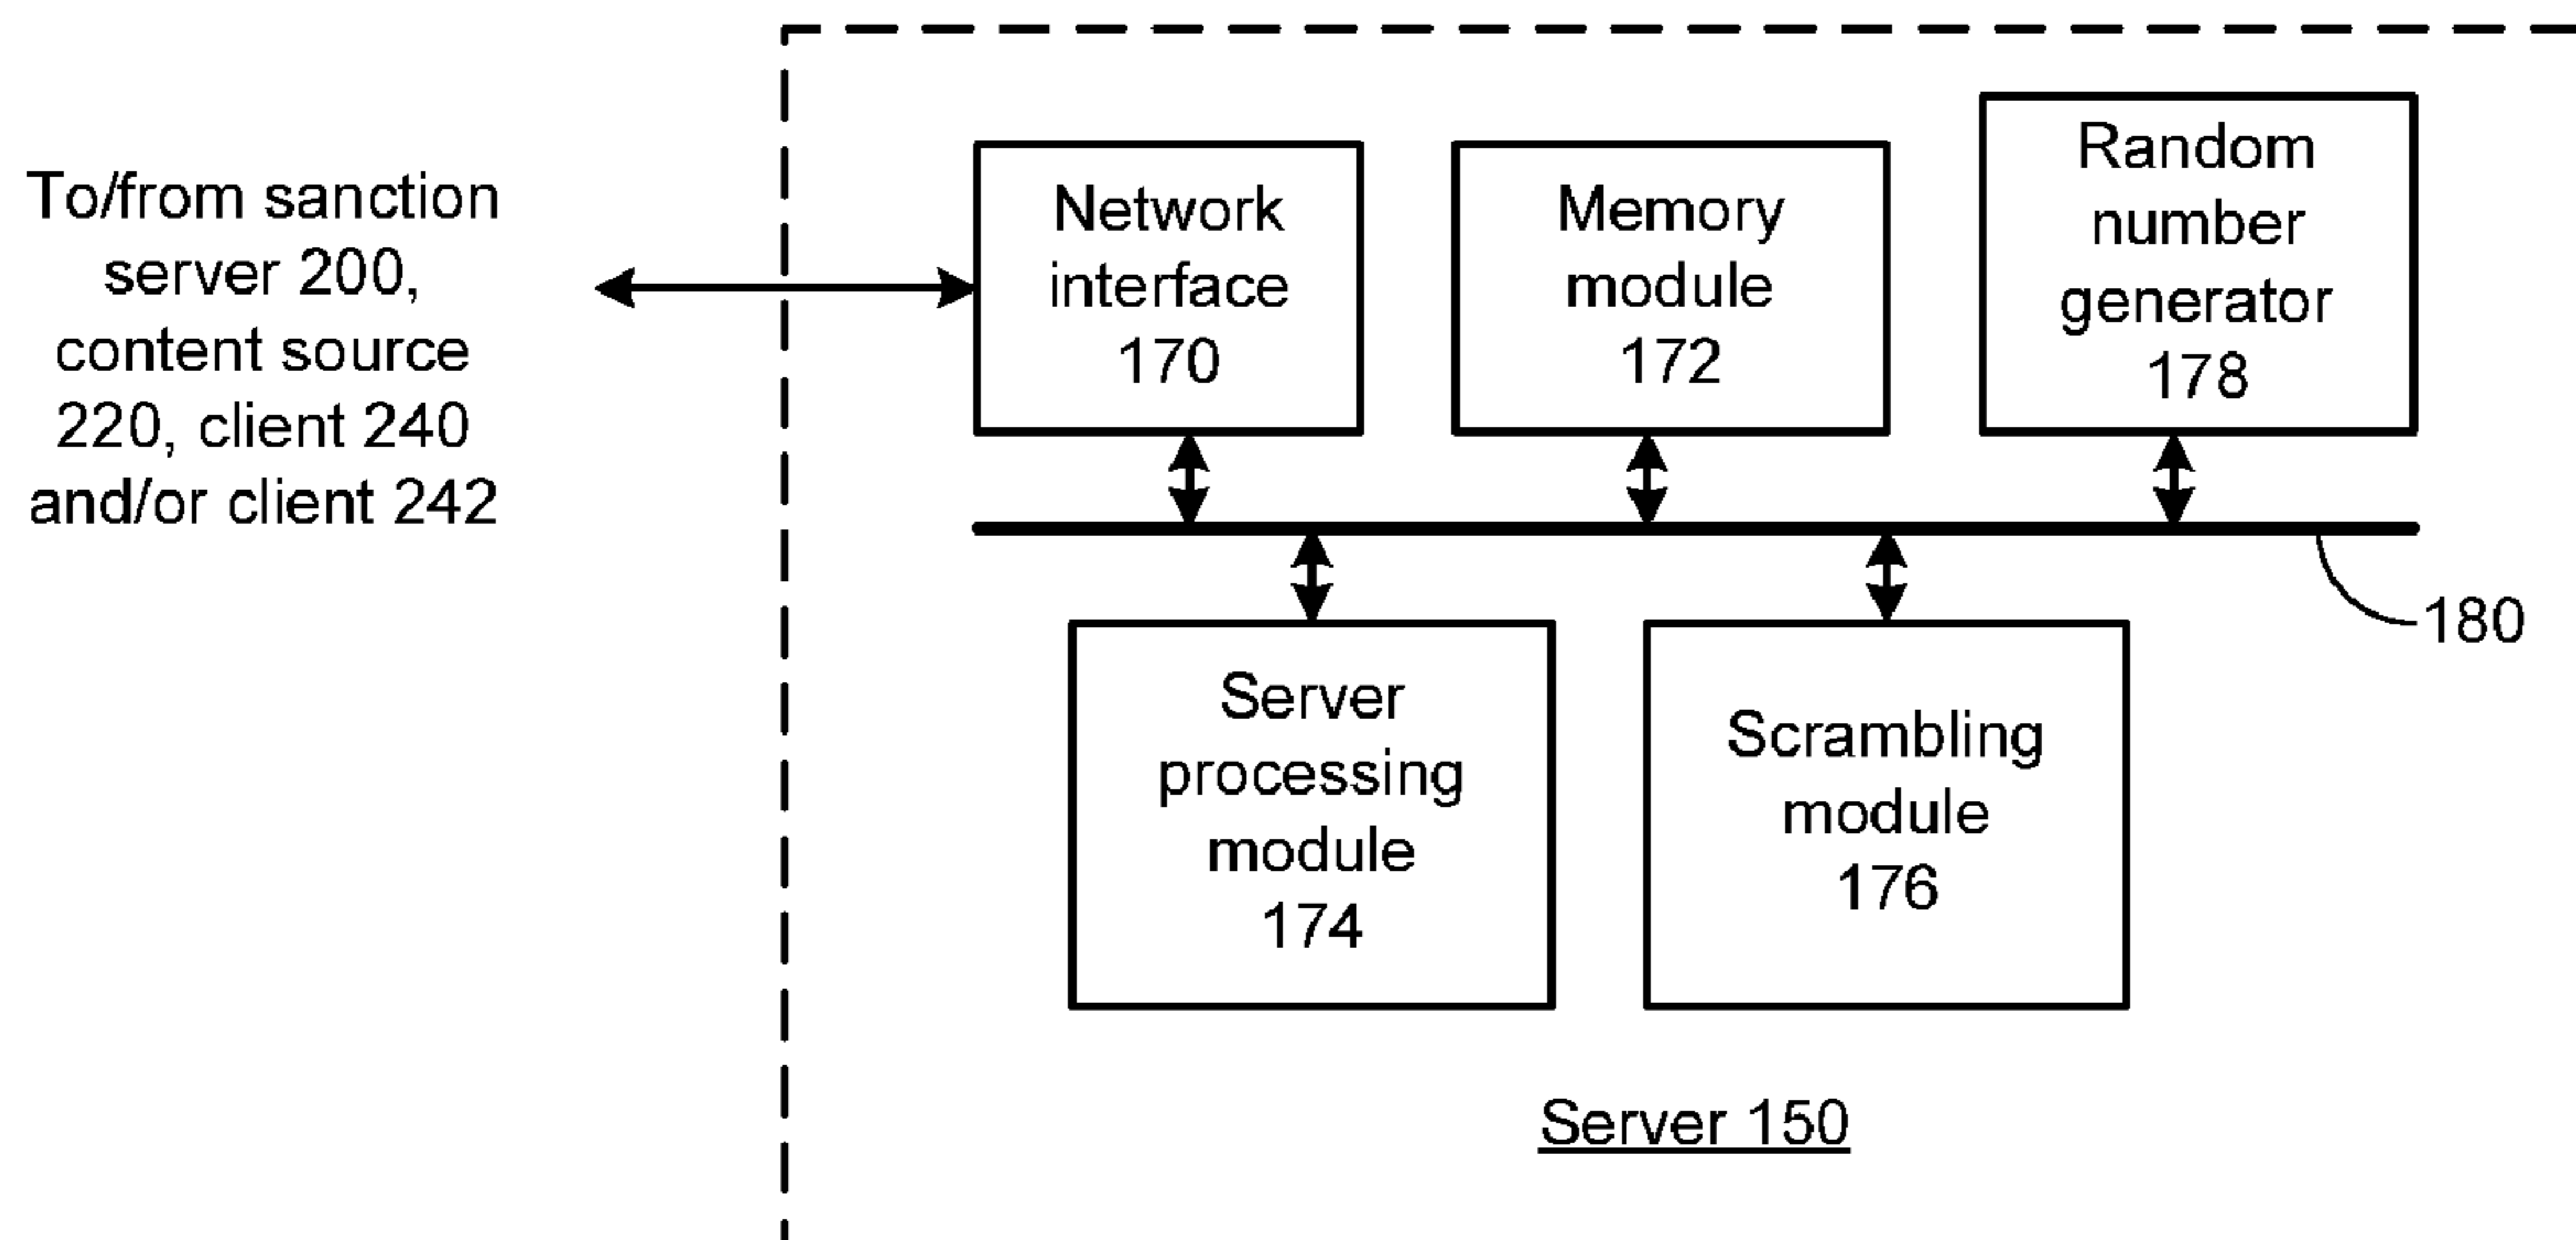 To/from sanction
server 200,
content source
220, client 240
and/or client 242
Network
interface
170
Memory
module
172
Random
number
generator
178
180
Server
processing
module
174
Scrambling
module
176
Server 150